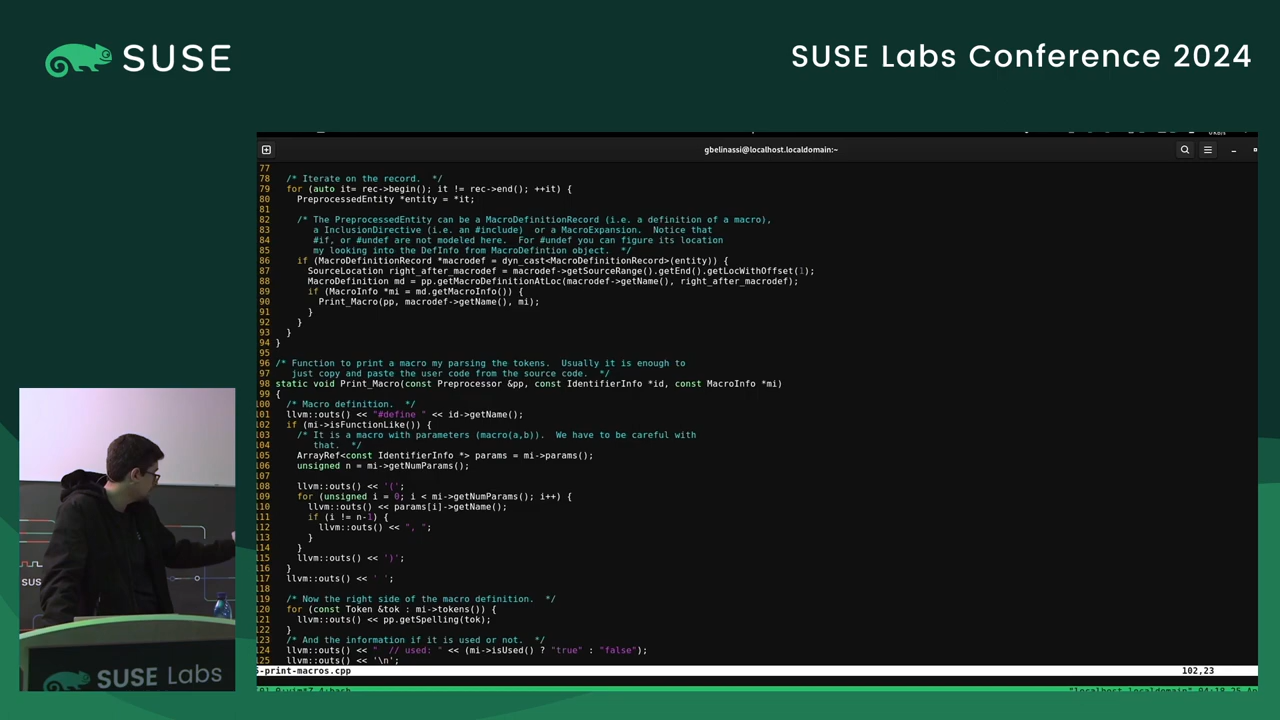 SUSE
SUSE Labs Conference 2024
gbelinassi@localhost.localdomain:~
77
78   /* Iterate on the record.  */
79   for (auto it= rec->begin(); it != rec->end(); ++it) {
80     PreprocessedEntity *entity = *it;
81
82     /* The PreprocessedEntity can be a MacroDefinitionRecord (i.e. a definition of a macro),
83        a InclusionDirective (i.e. an #include)  or a MacroExpansion.  Notice that
84        #if, or #undef are not modeled here.  For #undef you can figure its location
85        my looking into the DefInfo from MacroDefintion object.  */
86     if (MacroDefinitionRecord *macrodef = dyn_cast<MacroDefinitionRecord>(entity)) {
87       SourceLocation right_after_macrodef = macrodef->getSourceRange().getEnd().getLocWithOffset(1);
88       MacroDefinition md = pp.getMacroDefinitionAtLoc(macrodef->getName(), right_after_macrodef);
89       if (MacroInfo *mi = md.getMacroInfo()) {
90         Print_Macro(pp, macrodef->getName(), mi);
91       }
92     }
93   }
94 }
95
96 /* Function to print a macro my parsing the tokens.  Usually it is enough to
97    just copy and paste the user code from the source code.  */
98 static void Print_Macro(const Preprocessor &pp, const IdentifierInfo *id, const MacroInfo *mi)
99 {
100   /* Macro definition.  */
101   llvm::outs() << "#define " << id->getName();
102   if (mi->isFunctionLike()) {
103     /* It is a macro with parameters (macro(a,b)).  We have to be careful with
104        that.  */
105     ArrayRef<const IdentifierInfo *> params = mi->params();
106     unsigned n = mi->getNumParams();
107
108     llvm::outs() << '(';
109     for (unsigned i = 0; i < mi->getNumParams(); i++) {
110       llvm::outs() << params[i]->getName();
111       if (i != n-1) {
112         llvm::outs() << ", ";
113       }
114     }
115     llvm::outs() << ')';
116   }
117   llvm::outs() << ' ';
118
119   /* Now the right side of the macro definition.  */
120   for (const Token &tok : mi->tokens()) {
121     llvm::outs() << pp.getSpelling(tok);
122   }
123   /* And the information if it is used or not.  */
124   llvm::outs() << "  // used: " << (mi->isUsed() ? "true" : "false");
125   llvm::outs() << '\n';
-print-macros.cpp 102,23
SUS
SUSE Labs